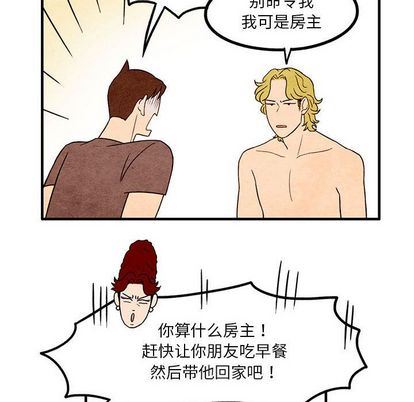 别命令我
我可是房主
你算什么房主！
赶快让你朋友吃早餐
然后带他回家吧！